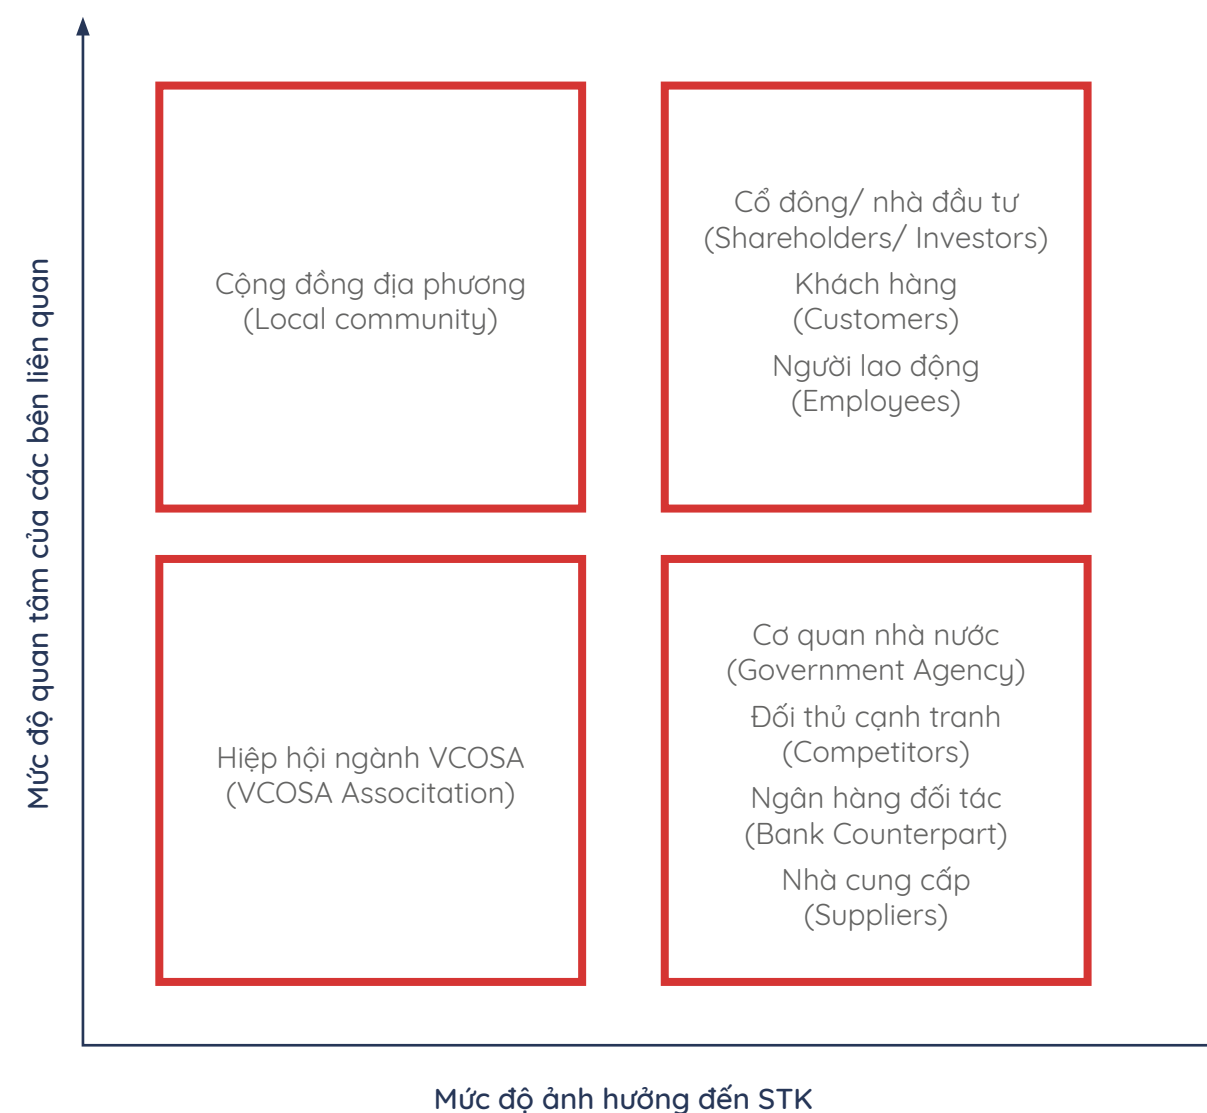 Mức độ quan tâm của các bên liên quan
Cộng đồng địa phương
(Local community)
Cổ đông/ nhà đầu tư
(Shareholders/ Investors)
Khách hàng
(Customers)
Người lao động
(Employees)
Hiệp hội ngành VCOSA
(VCOSA Associtation)
Cơ quan nhà nước
(Government Agency)
Đối thủ cạnh tranh
(Competitors)
Ngân hàng đối tác
(Bank Counterpart)
Nhà cung cấp
(Suppliers)
Mức độ ảnh hưởng đến STK